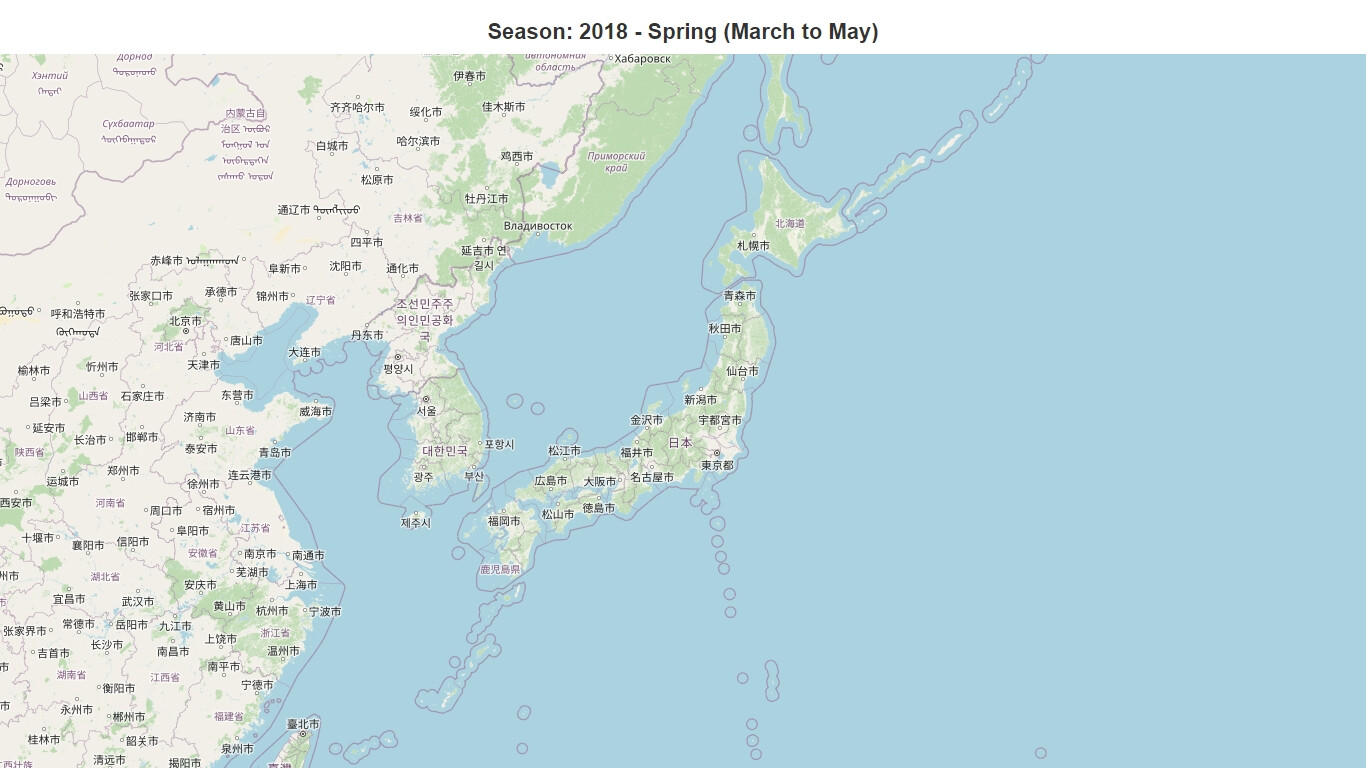 Season: 2018 - Spring (March to May)
Дорнод
автономная
область
Хабаровск
Хэнтий
伊春市
齐齐哈尔市
绥化市
佳木斯市
内蒙古自
治区
Сүхбаатар
白城市
哈尔滨市
鸡西市
Приморский
край
Дорноговь
松原市
牡丹江市
通辽市
吉林省
Владивосток
北海道
札幌市
四平市
延吉市 연
길시
赤峰市
阜新市
沈阳市
通化市
张家口市
承德市
锦州市
辽宁省
조선민주주
의인민공화
국
青森市
呼和浩特市
北京市
秋田市
河北省
唐山市
丹东市
大连市
天津市
평양시
榆林市
忻州市
仙台市
山西省
石家庄市
东营市
吕梁市
威海市
서울
新潟市
济南市
金沢市
宇都宮市
延安市
长治市
邯郸市
山东省
포항시
日本
陕西省
泰安市
青岛市
대한민국
松江市
福井市
東京都
郑州市
运城市
徐州市
连云港市
광주
부산
広島市
大阪市
名古屋市
西安市
河南省
周口市
宿州市
제주시
福岡市
松山市
徳島市
十堰市
襄阳市
信阳市
阜阳市
江苏省
安徽省
南京市
南通市
鹿児島県
州市
湖北省
安庆市
芜湖市
上海市
宜昌市
武汉市
黄山市
杭州市
宁波市
张家界市
常德市
岳阳市
九江市
上饶市
浙江省
吉首市
长沙市
南昌市
温州市
湖南省
江西省
南平市
衡阳市
宁德市
永州市
郴州市
福建省
臺北市
桂林市
韶关市
泉州市
清远市
揭阳市
西壮族
臺灣